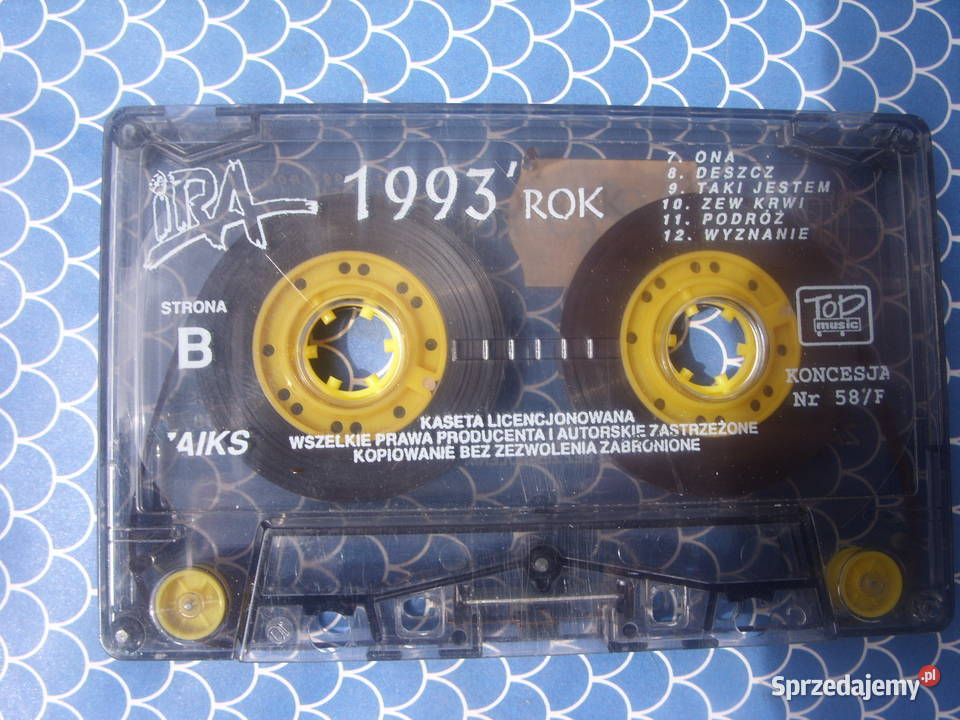 IRA
1993' ROK
7. ONA
8. DESZCZ
9. TAKI JESTEM
10. ZEW KRWI
11. PODRÓŻ
12. WYZNANIE
STRONA
B
TOP
music
KONCESJA
Nr 58/F
'AIKS
KASETA LICENCJONOWANA
WSZELKIE PRAWA PRODUCENTA I AUTORSKIE ZASTRZEŻONE
KOPIOWANIE BEZ ZEZWOLENIA ZABRONIONE
Sprzedajemy.pl